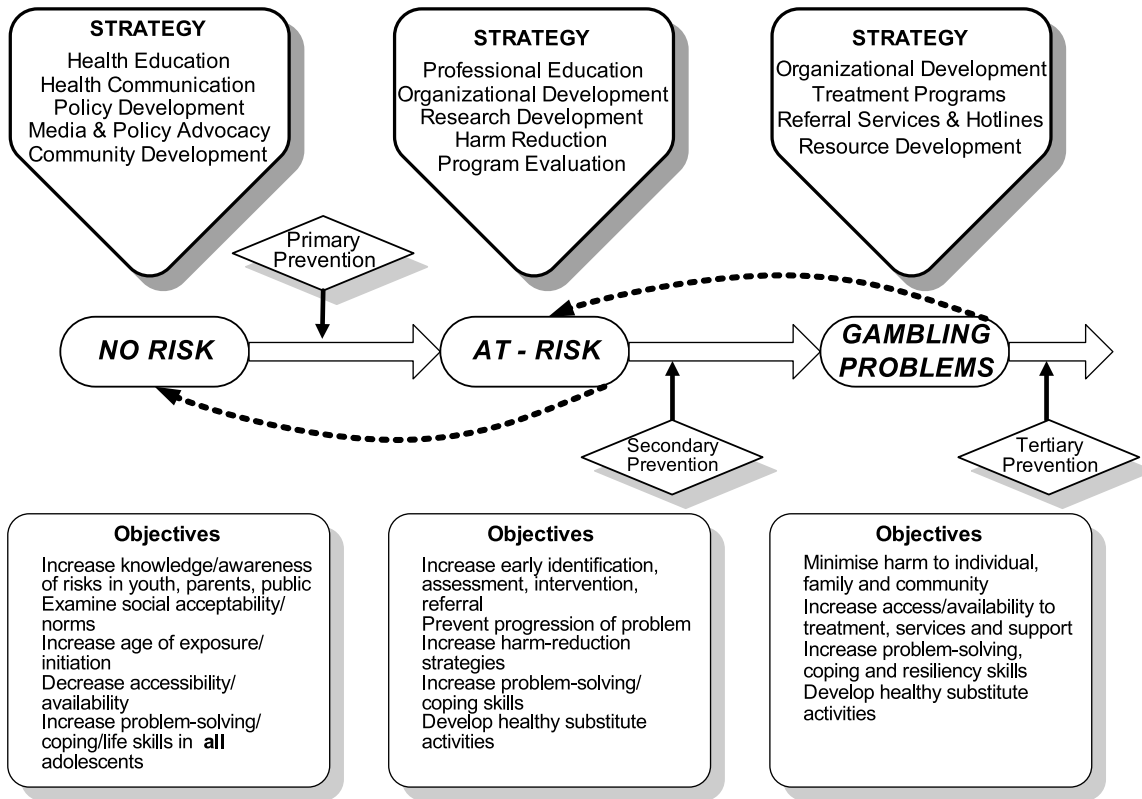 STRATEGY
Health Education
Health Communication
Policy Development
Media & Policy Advocacy
Community Development
STRATEGY
Professional Education
Organizational Development
Research Development
Harm Reduction
Program Evaluation
STRATEGY
Organizational Development
Treatment Programs
Referral Services & Hotlines
Resource Development
Primary
Prevention
NO RISK
AT - RISK
GAMBLING
PROBLEMS
Secondary
Prevention
Tertiary
Prevention
Objectives
Increase knowledge/awareness
of risks in youth, parents, public
Examine social acceptability/
norms
Increase age of exposure/
initiation
Decrease accessibility/
availability
Increase problem-solving/
coping/life skills in all
adolescents
Objectives
Increase early identification,
assessment, intervention,
referral
Prevent progression of problem
Increase harm-reduction
strategies
Increase problem-solving/
coping skills
Develop healthy substitute
activities
Objectives
Minimise harm to individual,
family and community
Increase access/availability to
treatment, services and support
Increase problem-solving,
coping and resiliency skills
Develop healthy substitute
activities